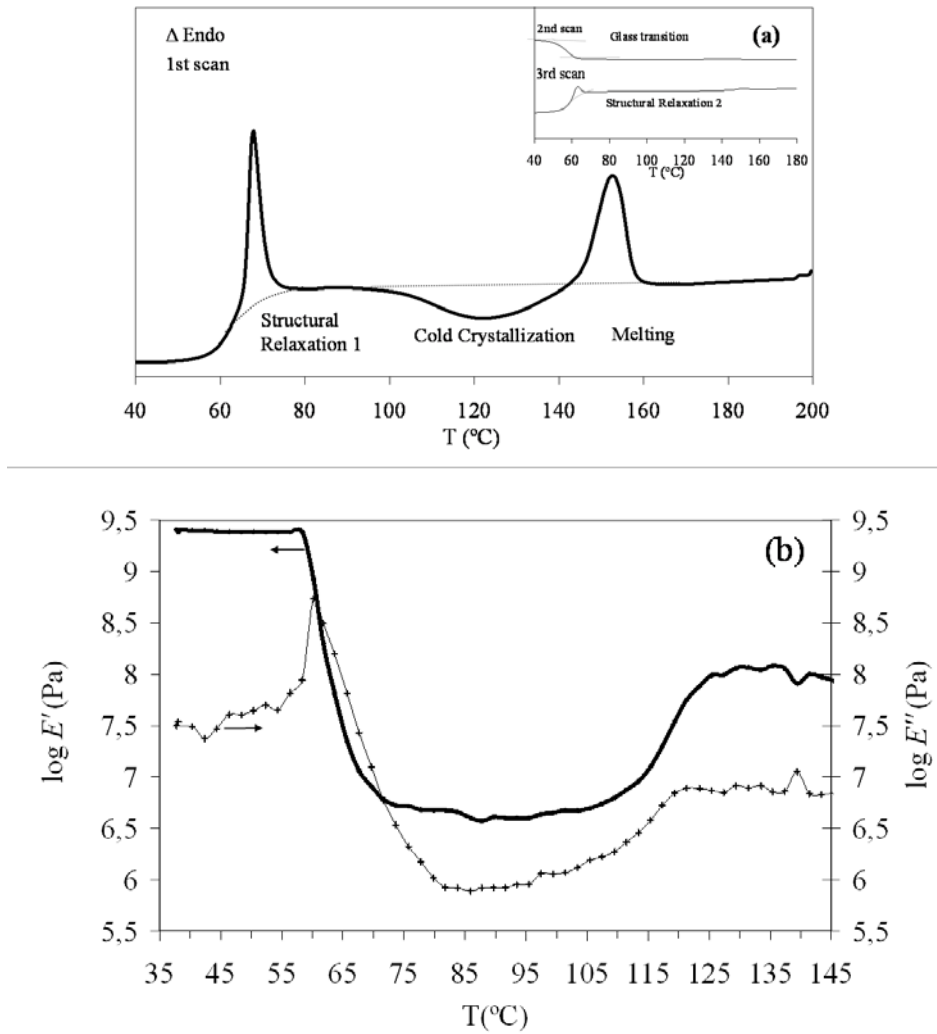 Δ Endo
1st scan
2nd scan
Glass transition
(a)
3rd scan
Structural Relaxation 2
40 60 80 100 120 140 160 180
T (ºC)
Structural
Relaxation 1
Cold Crystallization
Melting
40 60 80 100 120 140 160 180 200
T (ºC)
(b)
9,5
9
8,5
8
7,5
7
6,5
6
5,5
log E' (Pa)
9,5
9
8,5
8
7,5
7
6,5
6
5,5
log E'' (Pa)
35 45 55 65 75 85 95 105 115 125 135 145
T(ºC)